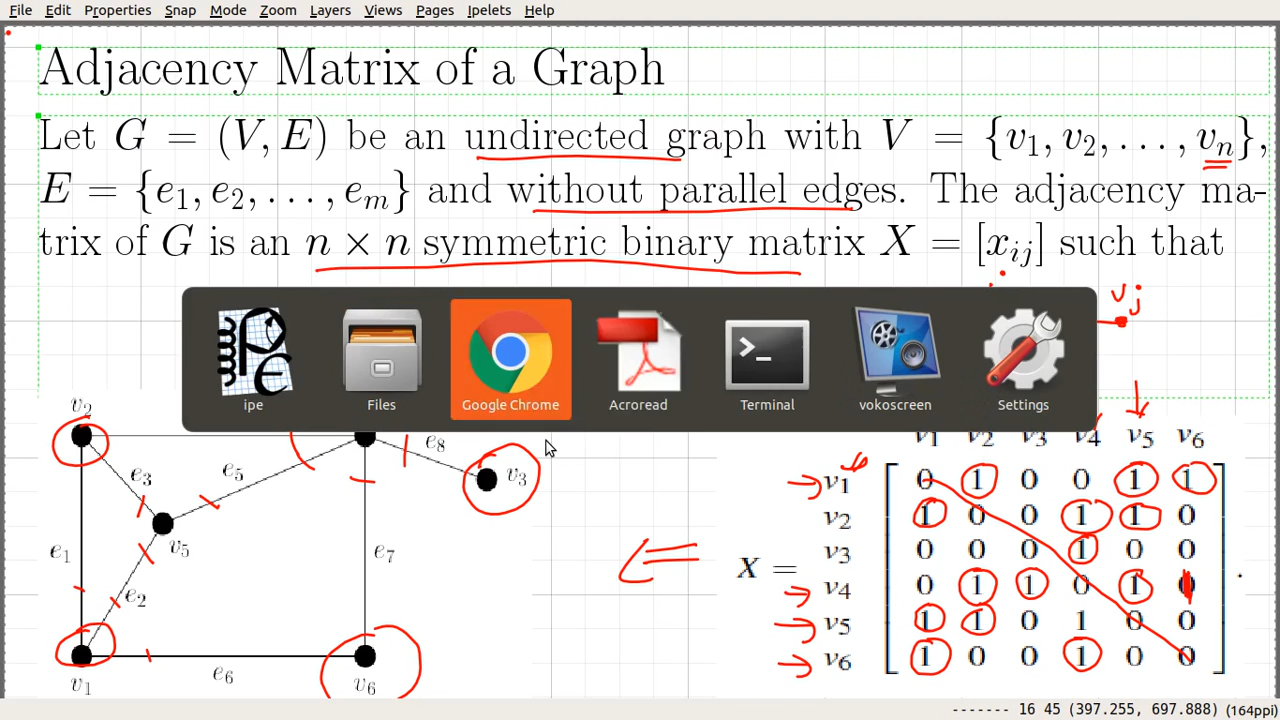 File Edit Properties Snap Mode Zoom Layers Views Pages Ipelets Help
Adjacency Matrix of a Graph
Let G = (V, E) be an undirected graph with V = {v₁, v₂, . . . , vₙ},
E = {e₁, e₂, . . . , eₘ} and without parallel edges. The adjacency ma-
trix of G is an n × n symmetric binary matrix X = [xᵢⱼ] such that
vⱼ
ipe Files Google Chrome Acroread Terminal vokoscreen Settings
v₂
e₈
e₃
e₅
v₃
v₅
e₁
e₇
e₂
e₆
v₁
v₆
v₁ v₂ v₃ v₄ v₅ v₆
v₁ 0 1 0 0 1 1
v₂ 1 0 0 1 1 0
v₃ 0 0 0 1 0 0
X = v₄ 0 1 1 0 1
v₅ 1 1 0 1 0 0
v₆ 1 0 0 1 0 0 .
------- 16 45 (397.255, 697.888) (164ppi)